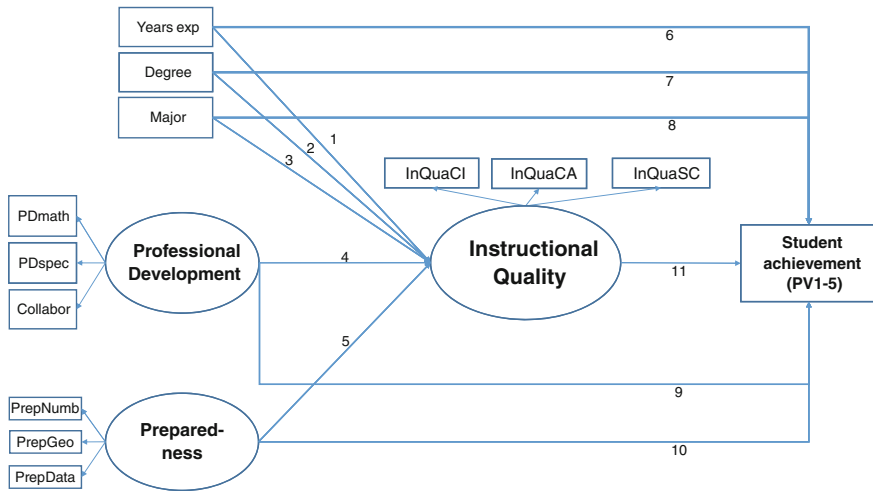 Years exp
6
Degree
7
Major
8
1
2
3
InQuaCI
InQuaCA
InQuaSC
PDmath
PDspec
Collabor
Professional
Development
4
Instructional
Quality
11
Student
achievement
(PV1-5)
5
9
PrepNumb
PrepGeo
PrepData
Prepared-
ness
10